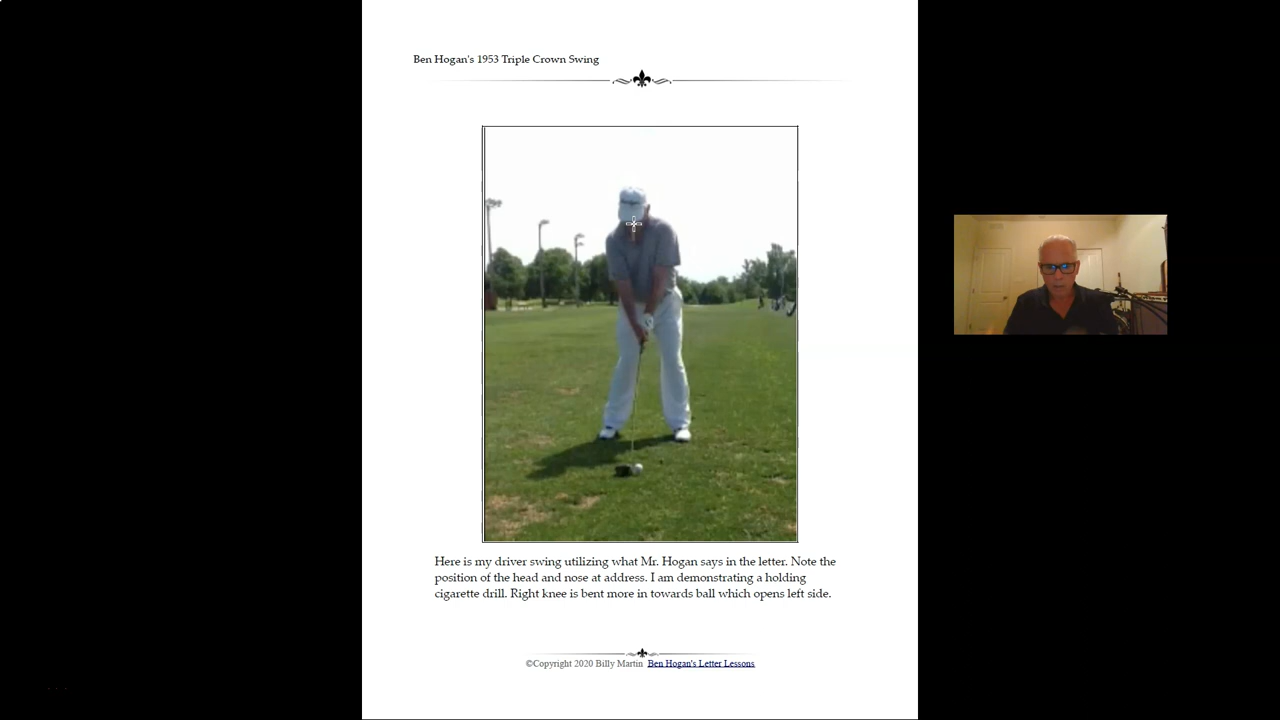 Ben Hogan's 1953 Triple Crown Swing
Here is my driver swing utilizing what Mr. Hogan says in the letter. Note the
position of the head and nose at address. I am demonstrating a holding
cigarette drill. Right knee is bent more in towards ball which opens left side.
©Copyright 2020 Billy Martin Ben Hogan's Letter Lessons